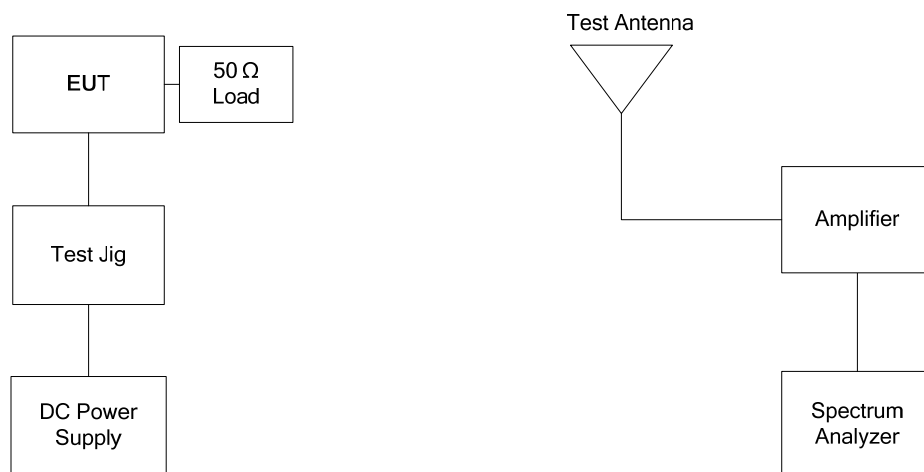 Test Antenna
EUT
50 Ω
Load
Amplifier
Test Jig
DC Power
Supply
Spectrum
Analyzer